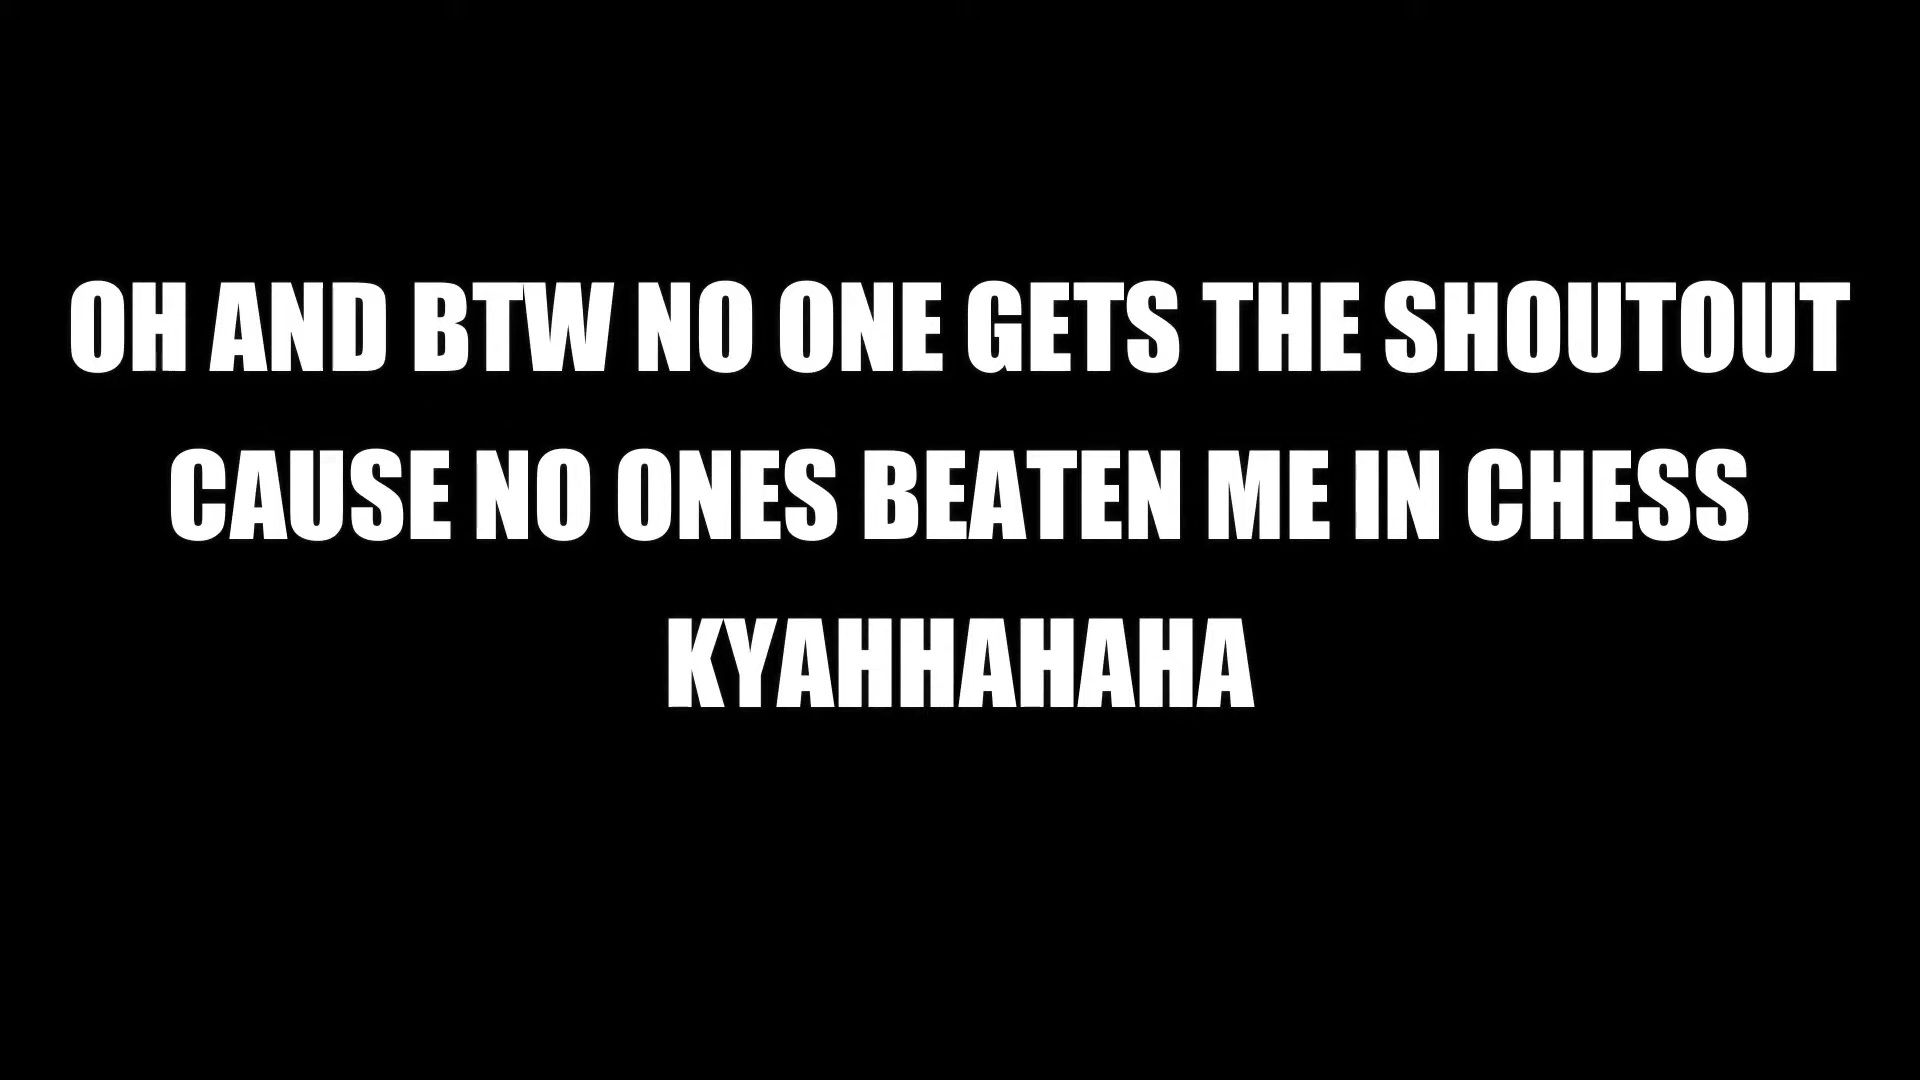 OH AND BTW NO ONE GETS THE SHOUTOUT
CAUSE NO ONES BEATEN ME IN CHESS
KYAHHAHAHA